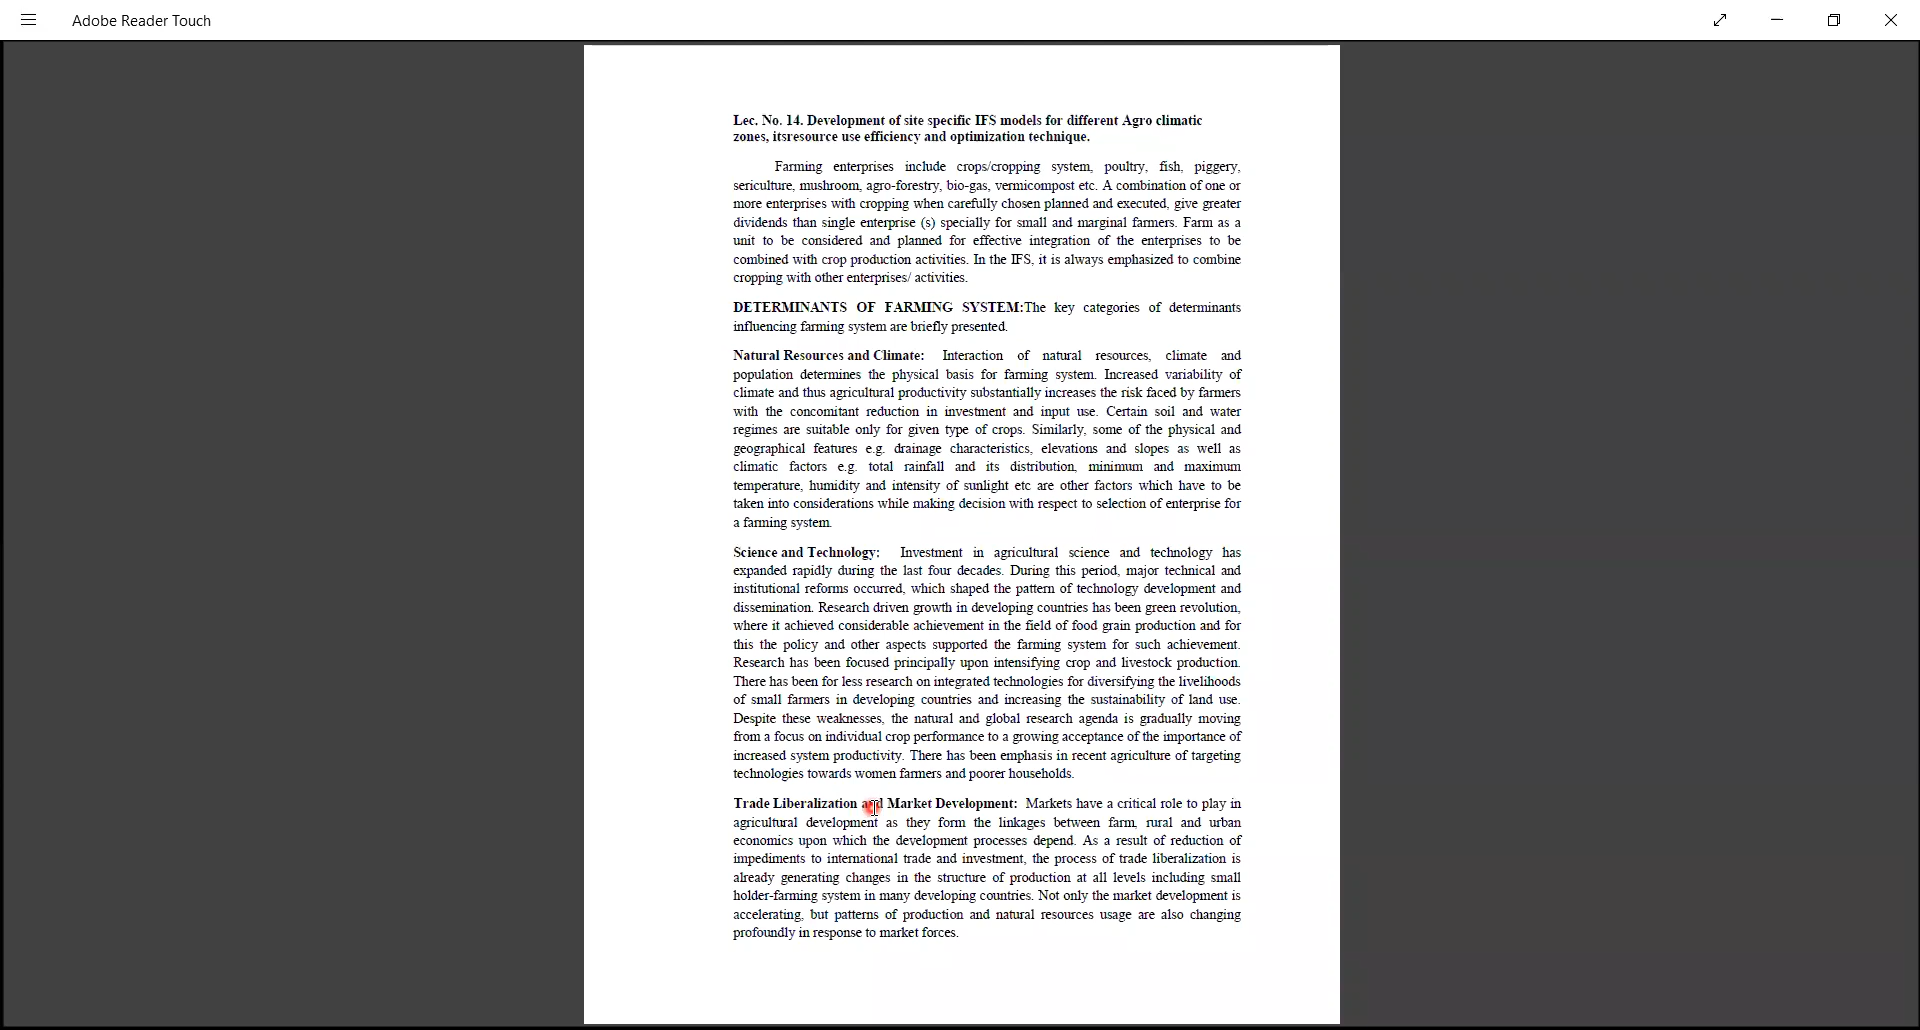 Adobe Reader Touch
Lec. No. 14. Development of site specific IFS models for different Agro climatic
zones, itsresource use efficiency and optimization technique.
Farming enterprises include crops/cropping system, poultry, fish, piggery,
sericulture, mushroom, agro-forestry, bio-gas, vermicompost etc. A combination of one or
more enterprises with cropping when carefully chosen planned and executed, give greater
dividends than single enterprise (s) specially for small and marginal farmers. Farm as a
unit to be considered and planned for effective integration of the enterprises to be
combined with crop production activities. In the IFS, it is always emphasized to combine
cropping with other enterprises/ activities.
DETERMINANTS OF FARMING SYSTEM:The key categories of determinants
influencing farming system are briefly presented.
Natural Resources and Climate: Interaction of natural resources, climate and
population determines the physical basis for farming system. Increased variability of
climate and thus agricultural productivity substantially increases the risk faced by farmers
with the concomitant reduction in investment and input use. Certain soil and water
regimes are suitable only for given type of crops. Similarly, some of the physical and
geographical features e.g. drainage characteristics, elevations and slopes as well as
climatic factors e.g. total rainfall and its distribution, minimum and maximum
temperature, humidity and intensity of sunlight etc are other factors which have to be
taken into considerations while making decision with respect to selection of enterprise for
a farming system.
Science and Technology: Investment in agricultural science and technology has
expanded rapidly during the last four decades. During this period, major technical and
institutional reforms occurred, which shaped the pattern of technology development and
dissemination. Research driven growth in developing countries has been green revolution,
where it achieved considerable achievement in the field of food grain production and for
this the policy and other aspects supported the farming system for such achievement.
Research has been focused principally upon intensifying crop and livestock production.
There has been for less research on integrated technologies for diversifying the livelihoods
of small farmers in developing countries and increasing the sustainability of land use.
Despite these weaknesses, the natural and global research agenda is gradually moving
from a focus on individual crop performance to a growing acceptance of the importance of
increased system productivity. There has been emphasis in recent agriculture of targeting
technologies towards women farmers and poorer households.
Trade Liberalization and Market Development: Markets have a critical role to play in
agricultural development as they form the linkages between farm, rural and urban
economics upon which the development processes depend. As a result of reduction of
impediments to international trade and investment, the process of trade liberalization is
already generating changes in the structure of production at all levels including small
holder-farming system in many developing countries. Not only the market development is
accelerating, but patterns of production and natural resources usage are also changing
profoundly in response to market forces.